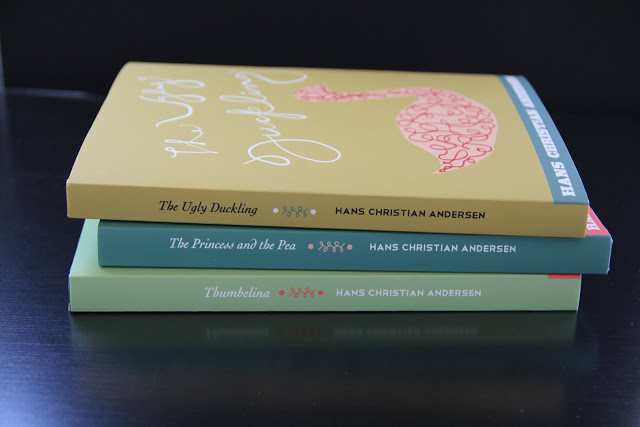 The Ugly
Duckling
HANS CHRISTIAN ANDERSEN
The Ugly Duckling HANS CHRISTIAN ANDERSEN
The Princess and the Pea HANS CHRISTIAN ANDERSEN
Thumbelina HANS CHRISTIAN ANDERSEN